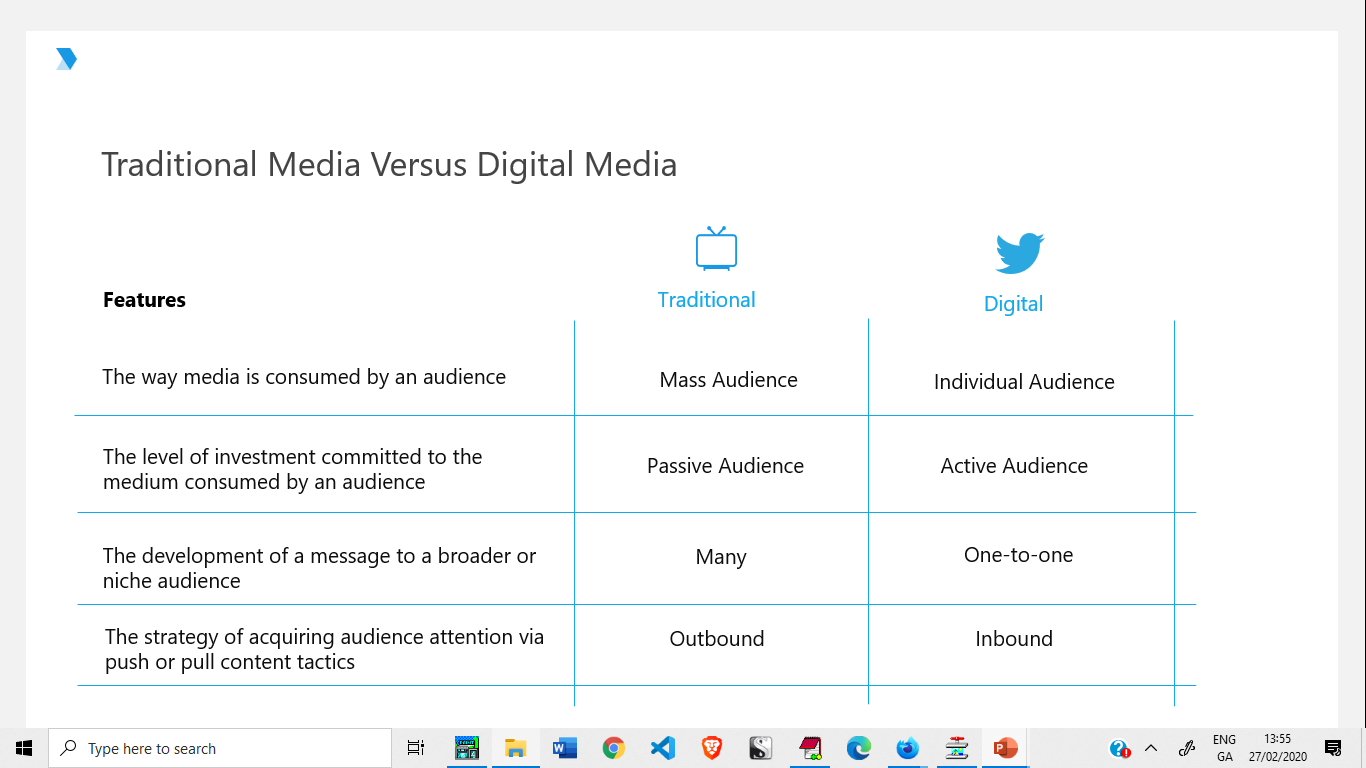 Traditional Media Versus Digital Media
Features
Traditional
Digital
The way media is consumed by an audience
Mass Audience
Individual Audience
The level of investment committed to the
medium consumed by an audience
Passive Audience
Active Audience
The development of a message to a broader or
niche audience
Many
One-to-one
The strategy of acquiring audience attention via
push or pull content tactics
Outbound
Inbound
Type here to search
ENG
GA
13:55
27/02/2020